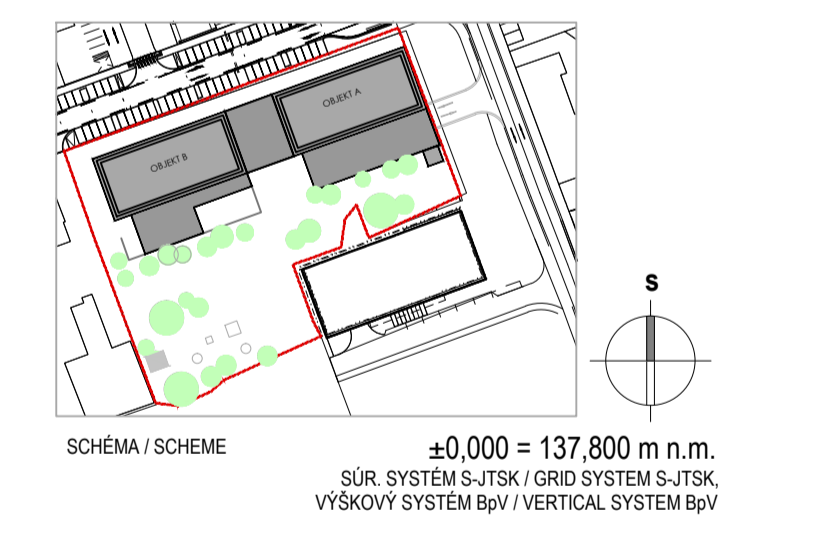 OBJEKT A
OBJEKT B
S
SCHÉMA / SCHEME
±0,000 = 137,800 m n.m.
SÚR. SYSTÉM S-JTSK / GRID SYSTEM S-JTSK,
VÝŠKOVÝ SYSTÉM BpV / VERTICAL SYSTEM BpV